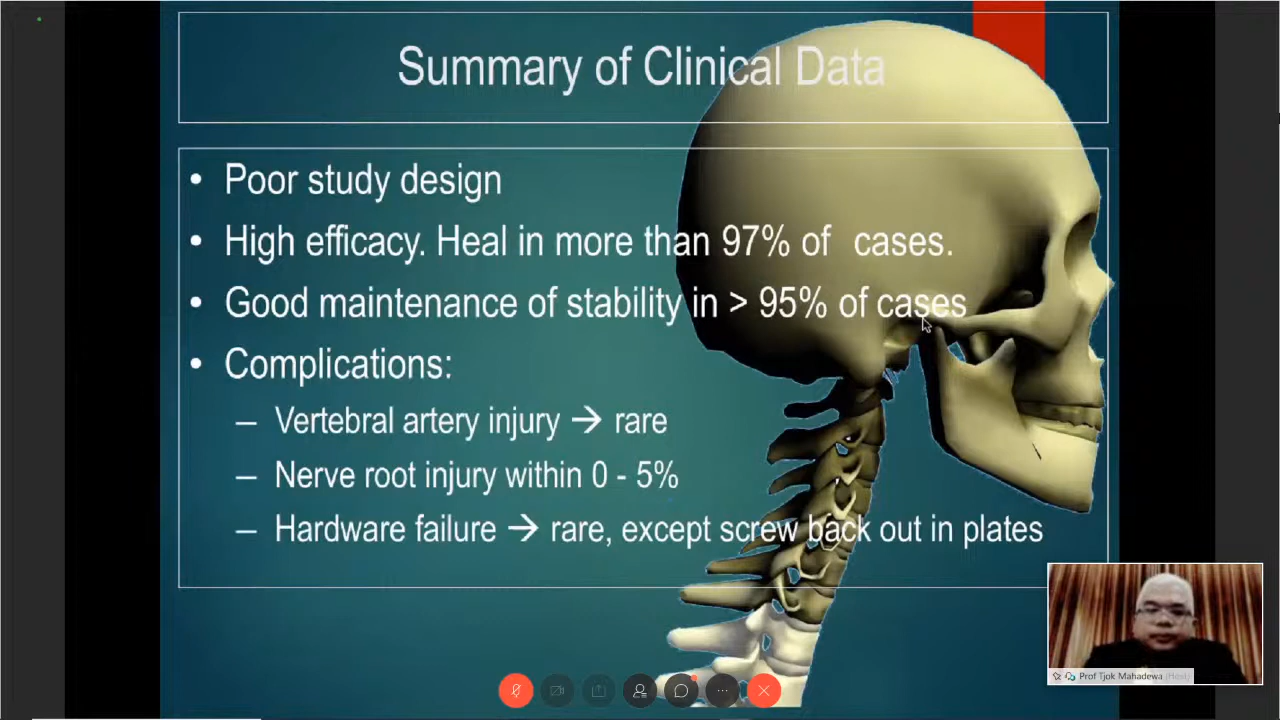 Summary of Clinical Data
• Poor study design
• High efficacy. Heal in more than 97% of cases.
• Good maintenance of stability in > 95% of cases
• Complications:
– Vertebral artery injury → rare
– Nerve root injury within 0 - 5%
– Hardware failure → rare, except screw back out in plates
Prof Tjok Mahadewa (Host)